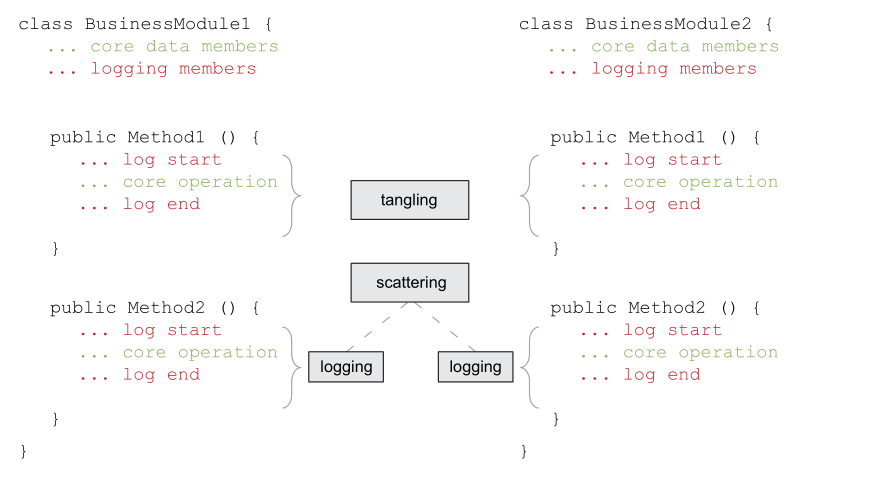 class BusinessModule1 {
... core data members
... logging members
public Method1 () {
... log start
... core operation
... log end
}
public Method2 () {
... log start
... core operation
... log end
}
}
tangling
scattering
logging
logging
class BusinessModule2 {
... core data members
... logging members
public Method1 () {
... log start
... core operation
... log end
}
public Method2 () {
... log start
... core operation
... log end
}
}